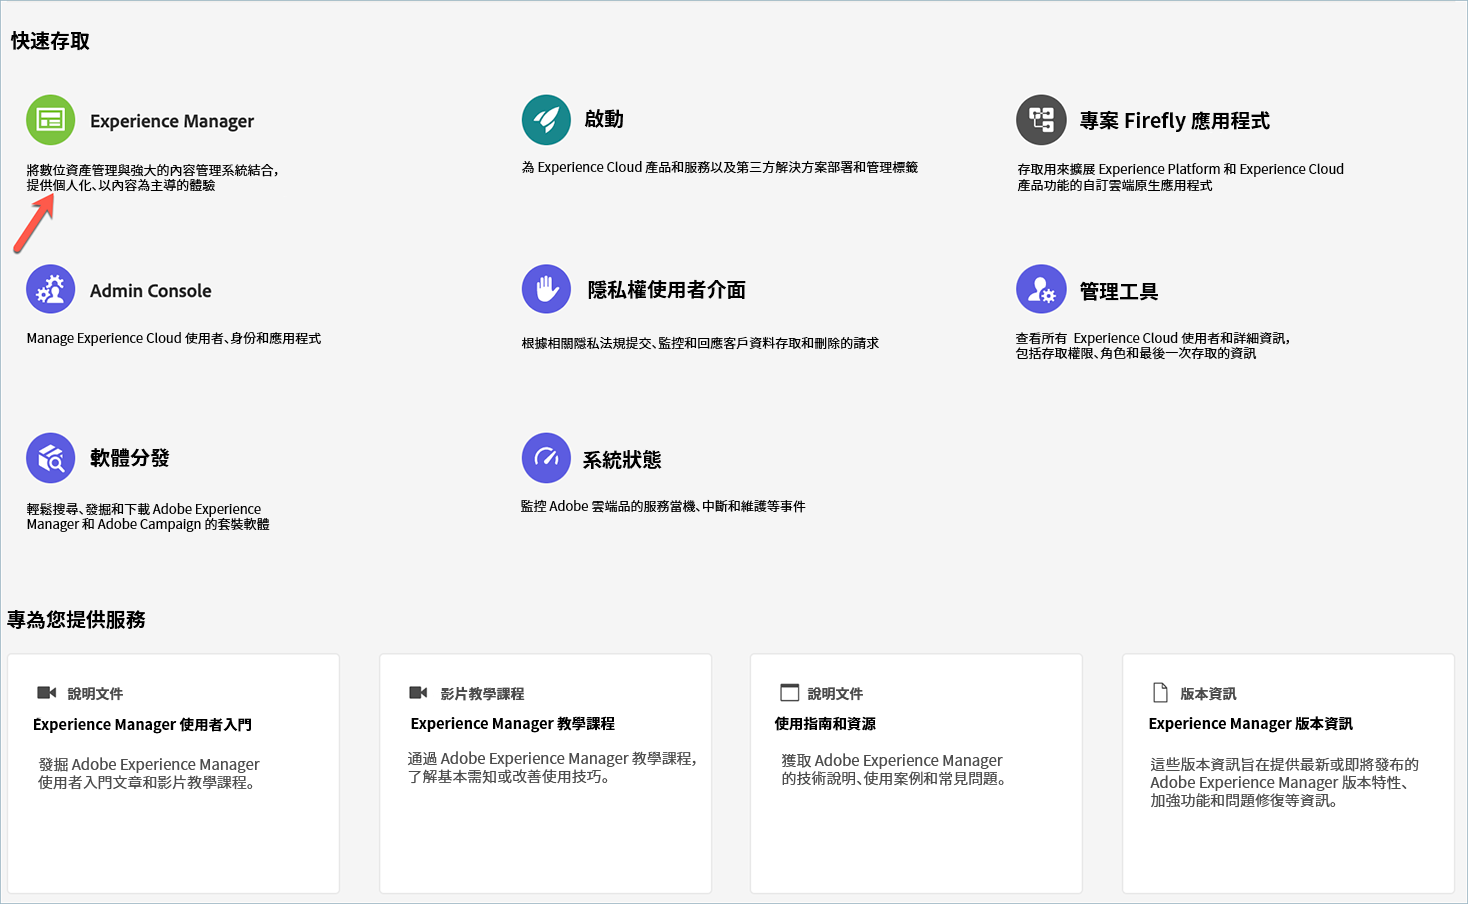 快速存取
Experience Manager
將數位資產管理與強大的內容管理系統結合，
提供個人化、以內容為主導的體驗
啟動
為 Experience Cloud 產品和服務以及第三方解決方案部署和管理標籤
專案 Firefly 應用程式
存取用來擴展 Experience Platform 和 Experience Cloud
產品功能的自訂雲端原生應用程式
Admin Console
Manage Experience Cloud 使用者、身份和應用程式
隱私權使用者介面
根據相關隱私法規提交、監控和回應客戶資料存取和刪除的請求
管理工具
查看所有 Experience Cloud 使用者和詳細資訊，
包括存取權限、角色和最後一次存取的資訊
軟體分發
輕鬆搜尋、發掘和下載 Adobe Experience
Manager 和 Adobe Campaign 的套裝軟體
系統狀態
監控 Adobe 雲端品的服務當機、中斷和維護等事件
專為您提供服務
說明文件
Experience Manager 使用者入門
發掘 Adobe Experience Manager
使用者入門文章和影片教學課程。
影片教學課程
Experience Manager 教學課程
通過 Adobe Experience Manager 教學課程，
了解基本需知或改善使用技巧。
說明文件
使用指南和資源
獲取 Adobe Experience Manager
的技術說明、使用案例和常見問題。
版本資訊
Experience Manager 版本資訊
這些版本資訊旨在提供最新或即將發布的
Adobe Experience Manager 版本特性、
加強功能和問題修復等資訊。